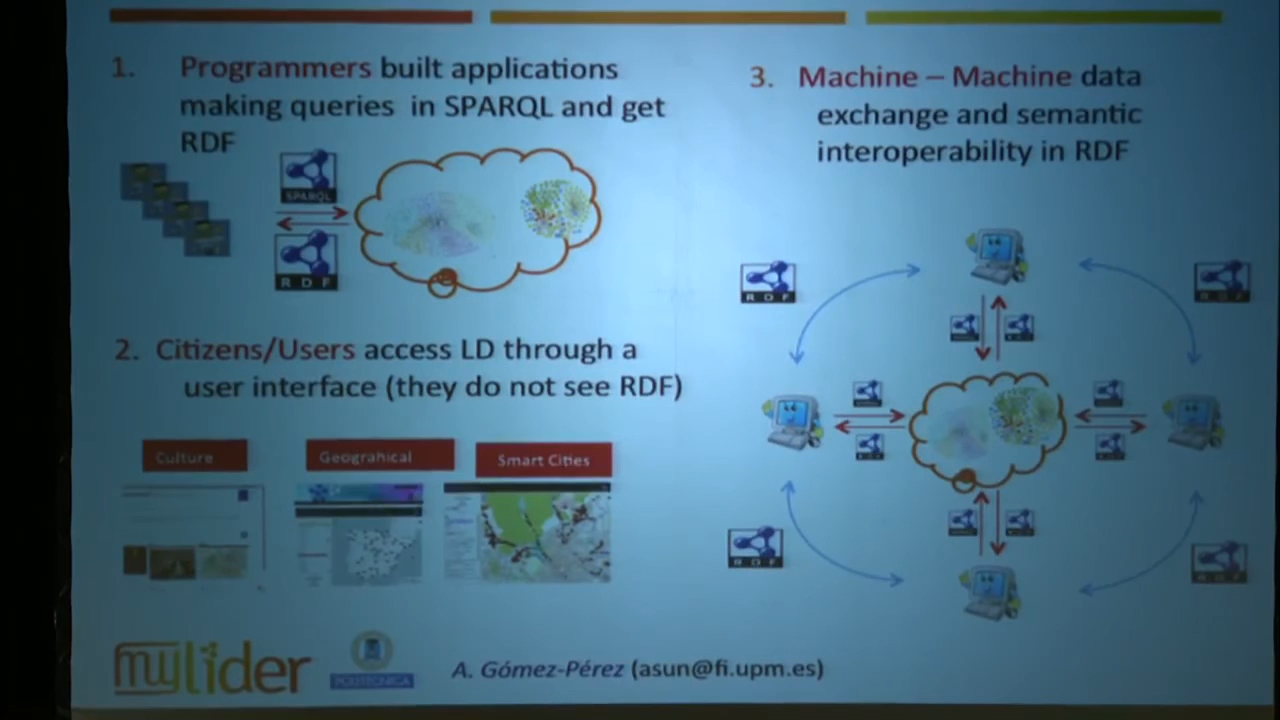 1. Programmers built applications
making queries in SPARQL and get
RDF
SPARQL
RDF
2. Citizens/Users access LD through a
user interface (they do not see RDF)
Culture
Geograhical
Smart Cities
3. Machine – Machine data
exchange and semantic
interoperability in RDF
RDF
RDF
RDF
RDF
mylider
POLITÉCNICA
A. Gómez-Pérez (asun@fi.upm.es)